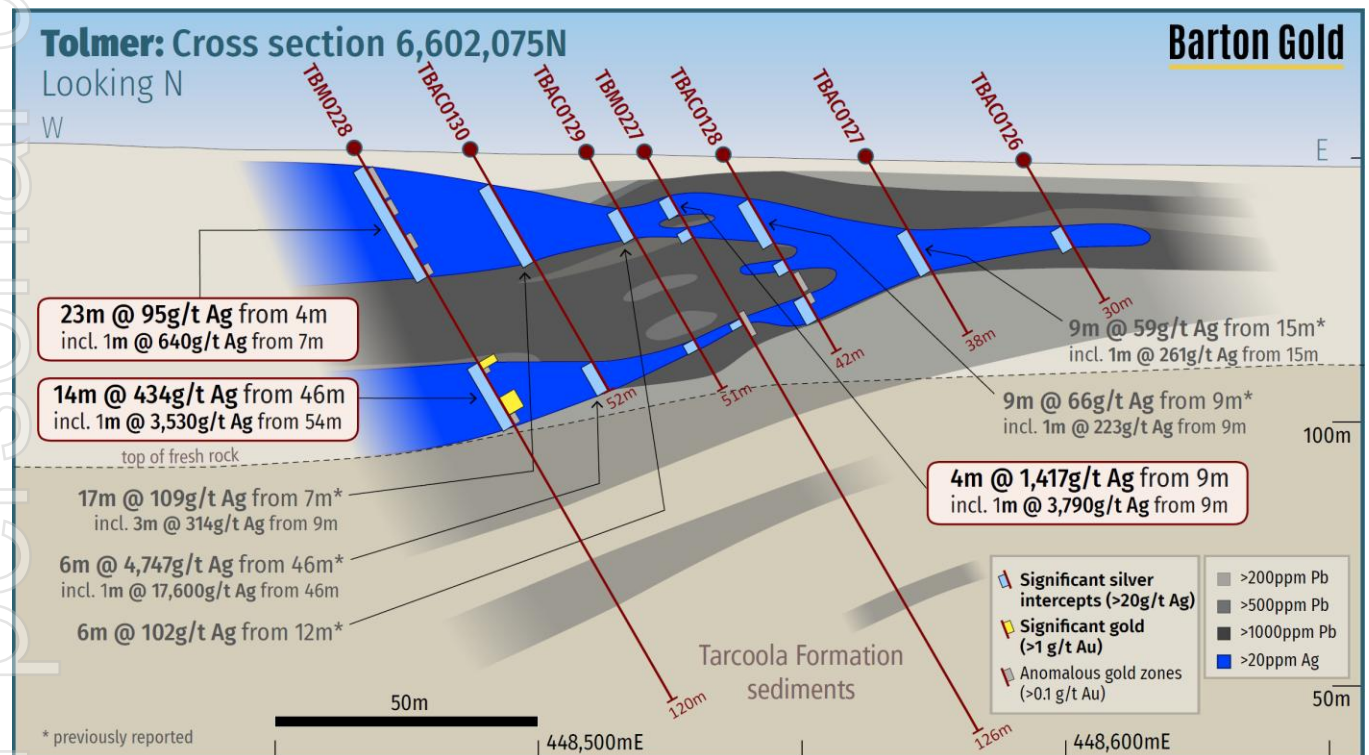 Tolmer: Cross section 6,602,075N
Barton Gold
Looking N
W
E
TBM0228
TBAC0130
TBAC0129
TBM0227
TBAC0128
TBAC0127
TBAC0126
23m @ 95g/t Ag from 4m
incl. 1m @ 640g/t Ag from 7m
14m @ 434g/t Ag from 46m
incl. 1m @ 3,530g/t Ag from 54m
top of fresh rock
17m @ 109g/t Ag from 7m*
incl. 3m @ 314g/t Ag from 9m
6m @ 4,747g/t Ag from 46m*
incl. 1m @ 17,600g/t Ag from 46m
6m @ 102g/t Ag from 12m*
52m
51m
42m
38m
30m
9m @ 59g/t Ag from 15m*
incl. 1m @ 261g/t Ag from 15m
9m @ 66g/t Ag from 9m*
incl. 1m @ 223g/t Ag from 9m
100m
4m @ 1,417g/t Ag from 9m
incl. 1m @ 3,790g/t Ag from 9m
Significant silver
intercepts (>20g/t Ag)
Significant gold
(>1 g/t Au)
Anomalous gold zones
(>0.1 g/t Au)
>200ppm Pb
>500ppm Pb
>1000ppm Pb
>20ppm Ag
Tarcoola Formation
sediments
120m
126m
50m
50m
* previously reported
448,500mE
448,600mE